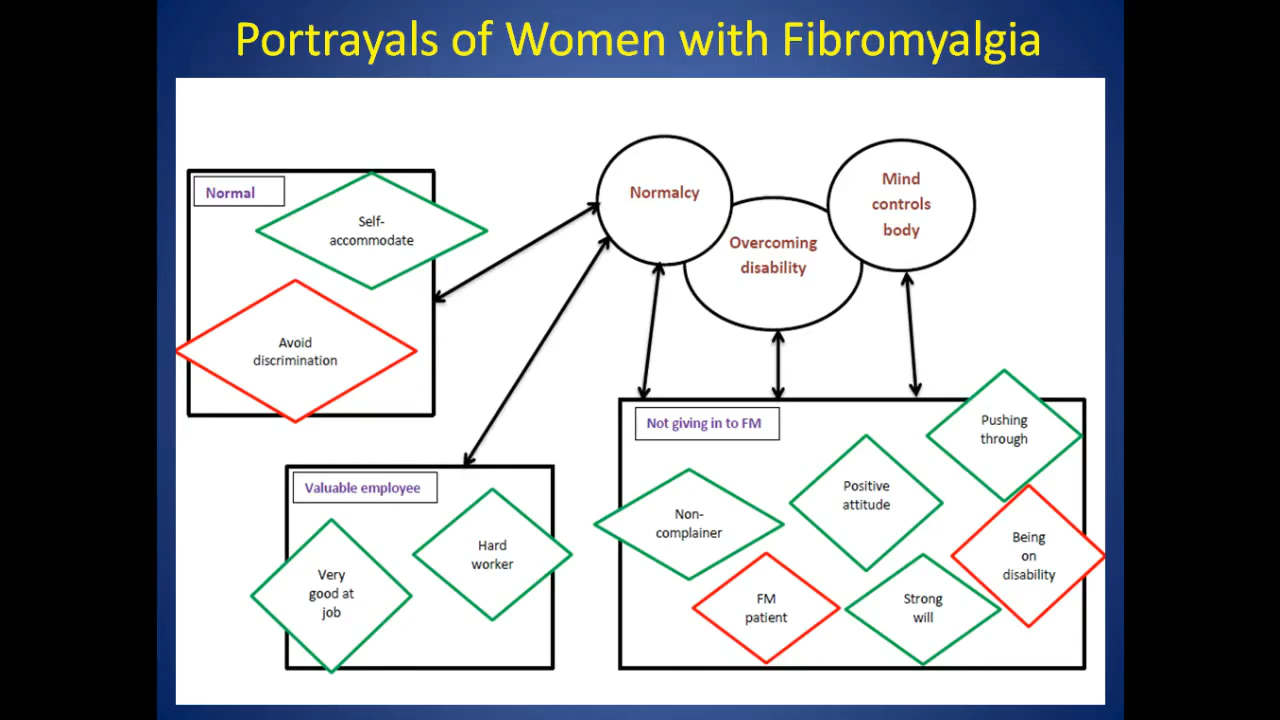 Portrayals of Women with Fibromyalgia
Normalcy
Overcoming
disability
Mind
controls
body
Normal
Self-
accommodate
Avoid
discrimination
Valuable employee
Very
good at
job
Hard
worker
Not giving in to FM
Non-
complainer
Positive
attitude
Pushing
through
FM
patient
Strong
will
Being
on
disability